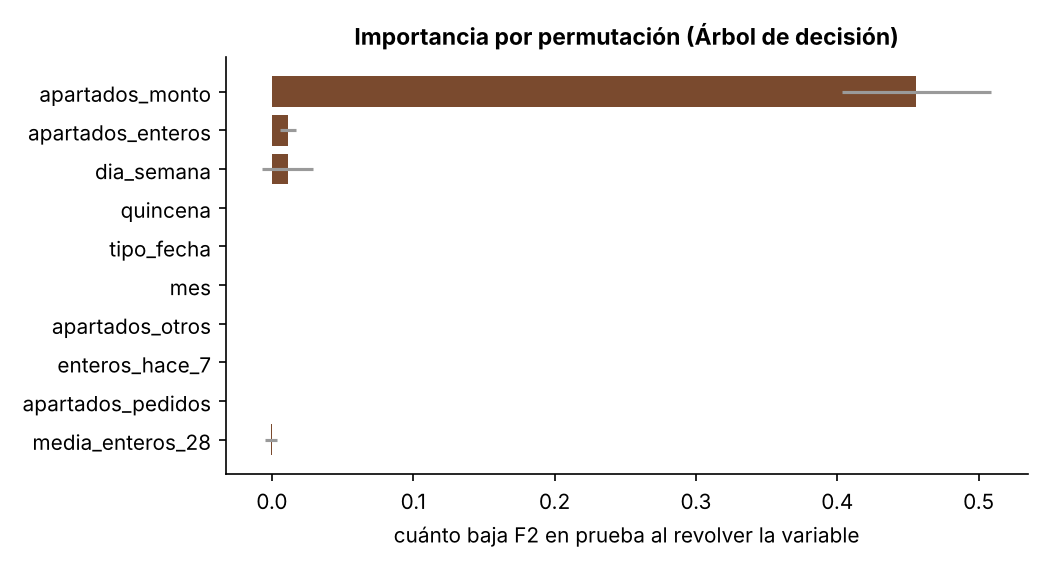 Importancia por permutación (Árbol de decisión)
apartados_monto
apartados_enteros
dia_semana
quincena
tipo_fecha
mes
apartados_otros
enteros_hace_7
apartados_pedidos
media_enteros_28
0.0 0.1 0.2 0.3 0.4 0.5
cuánto baja F2 en prueba al revolver la variable